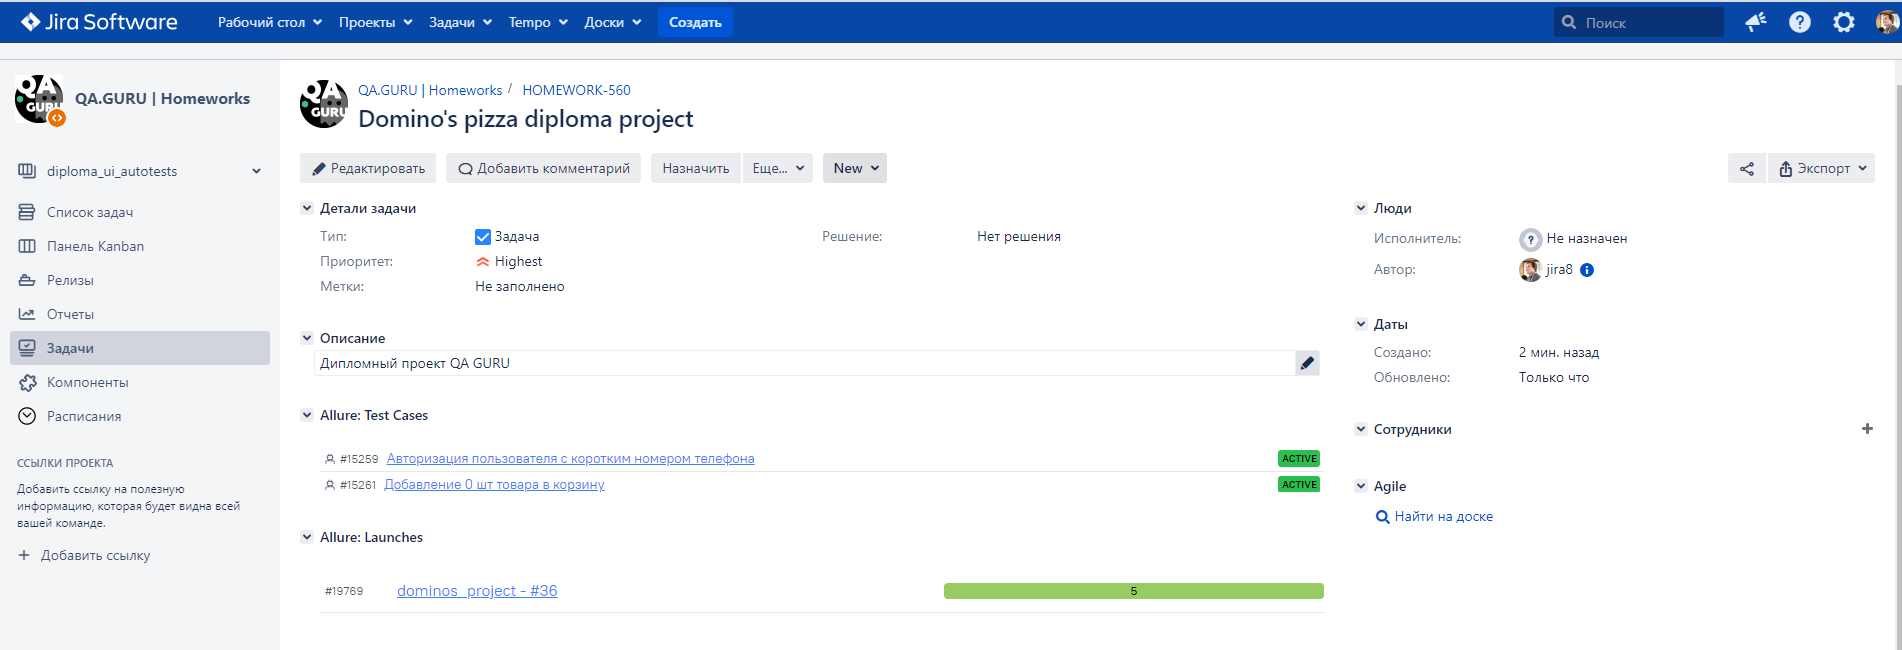 Jira Software Рабочий стол Проекты Задачи Tempo Доски Создать Поиск
QA GURU
QA.GURU | Homeworks
diploma_ui_autotests
Список задач
Панель Kanban
Релизы
Отчеты
Задачи
Компоненты
Расписания
ССЫЛКИ ПРОЕКТА
Добавить ссылку на полезную
информацию, которая будет видна всей
вашей команде.
+ Добавить ссылку
QA GURU
QA.GURU | Homeworks / HOMEWORK-560
Domino's pizza diploma project
Редактировать Добавить комментарий Назначить Еще... New Экспорт
Детали задачи
Тип: Задача Решение: Нет решения
Приоритет: Highest
Метки: Не заполнено
Описание
Дипломный проект QA GURU
Allure: Test Cases
#15259 Авторизация пользователя с коротким номером телефона ACTIVE
#15261 Добавление 0 шт товара в корзину ACTIVE
Allure: Launches
#19769 dominos_project - #36 5
Люди
Исполнитель: Не назначен
Автор: jira8
Даты
Создано: 2 мин. назад
Обновлено: Только что
Сотрудники +
Agile
Найти на доске